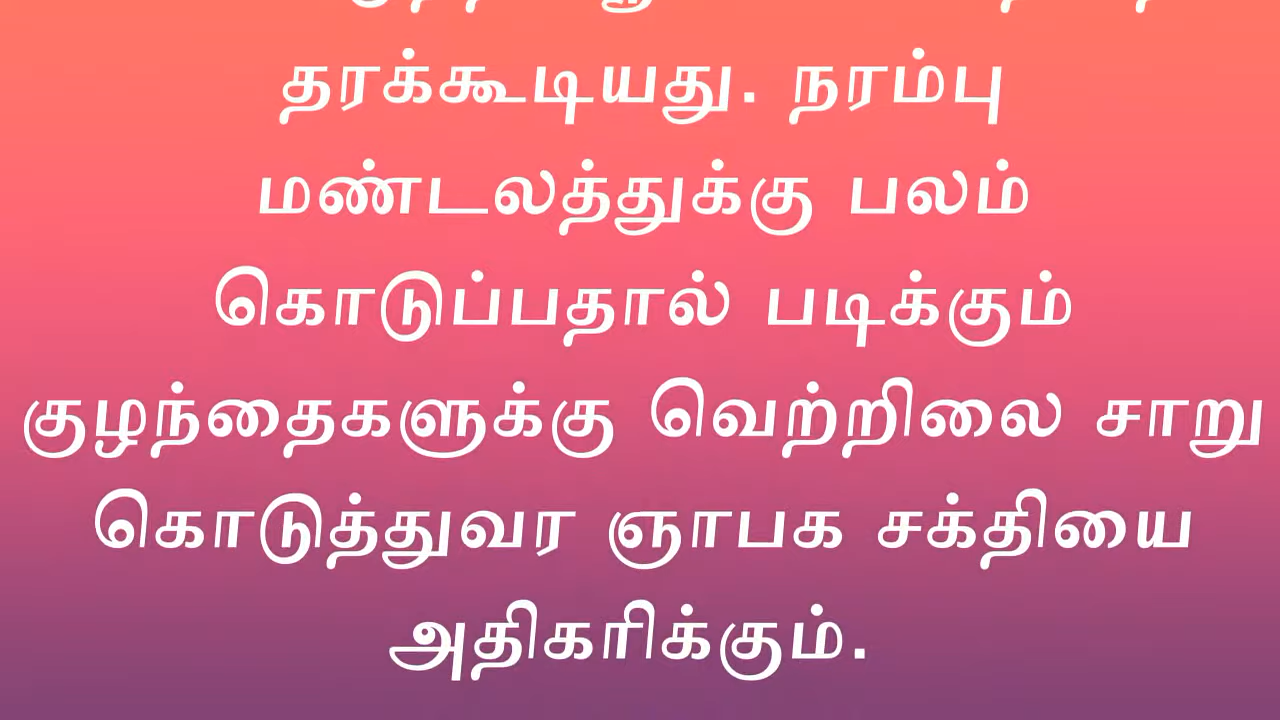 தரக்கூடியது. நரம்பு
மண்டலத்துக்கு பலம்
கொடுப்பதால் படிக்கும்
குழந்தைகளுக்கு வெற்றிலை சாறு
கொடுத்துவர ஞாபக சக்தியை
அதிகரிக்கும்.